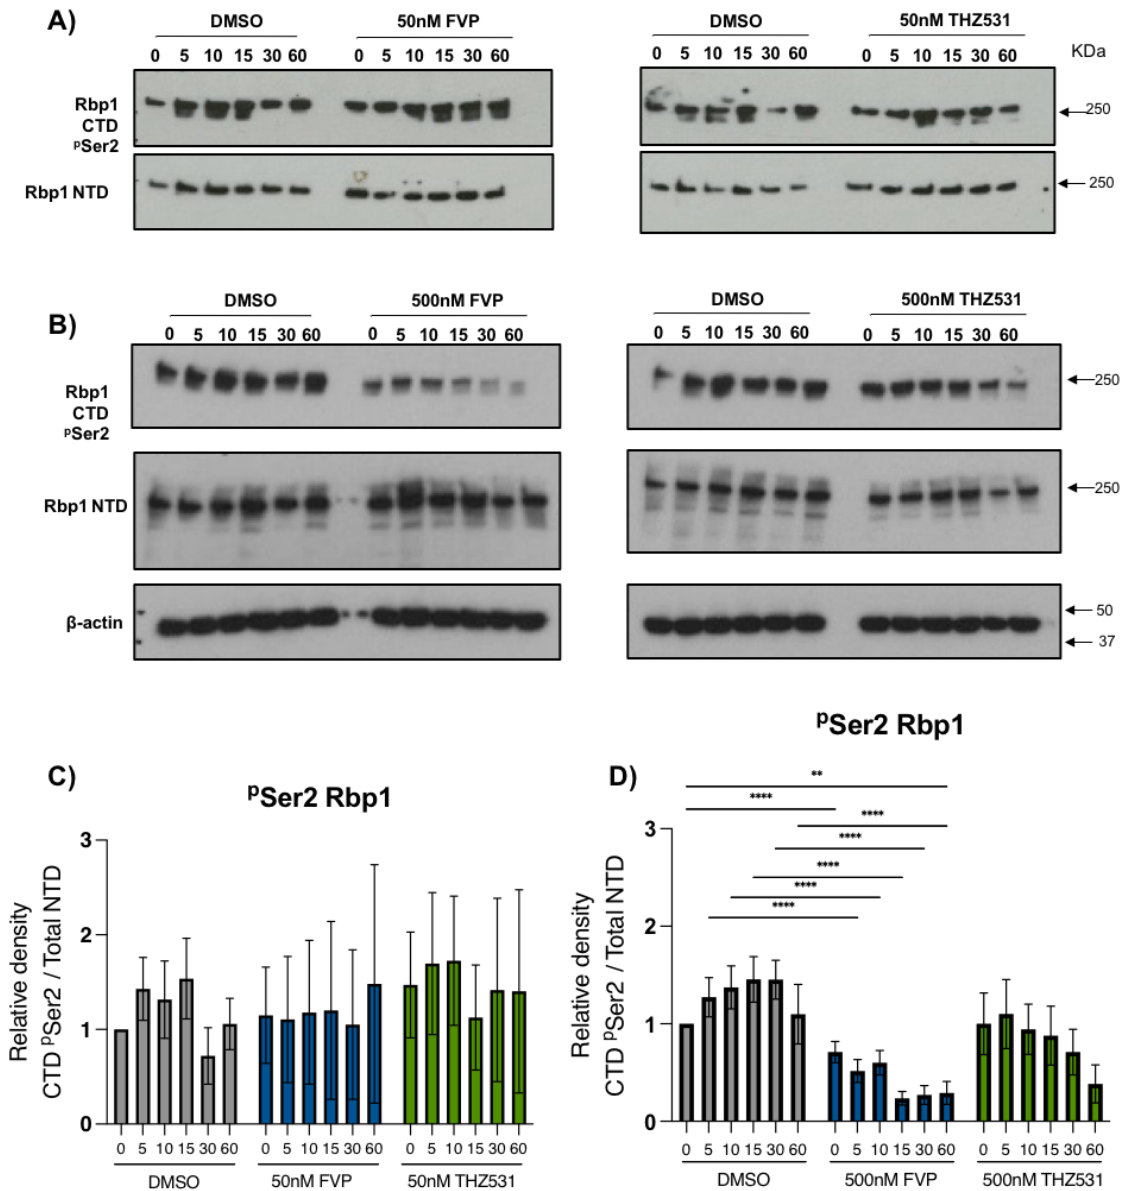 A)
DMSO 50nM FVP DMSO 50nM THZ531
0 5 10 15 30 60 0 5 10 15 30 60 0 5 10 15 30 60 0 5 10 15 30 60 KDa
Rbp1
CTD
pSer2
250
Rbp1 NTD
250
B)
DMSO 500nM FVP DMSO 500nM THZ531
0 5 10 15 30 60 0 5 10 15 30 60 0 5 10 15 30 60 0 5 10 15 30 60
Rbp1
CTD
pSer2
250
Rbp1 NTD
250
β-actin
50
37
C)
pSer2 Rbp1
Relative density
CTD pSer2 / Total NTD
3
2
1
0
0 5 10 15 30 60 0 5 10 15 30 60 0 5 10 15 30 60
DMSO 50nM FVP 50nM THZ531
D)
pSer2 Rbp1
**
****
****
****
****
****
****
Relative density
CTD pSer2 / Total NTD
3
2
1
0
0 5 10 15 30 60 0 5 10 15 30 60 0 5 10 15 30 60
DMSO 500nM FVP 500nM THZ531